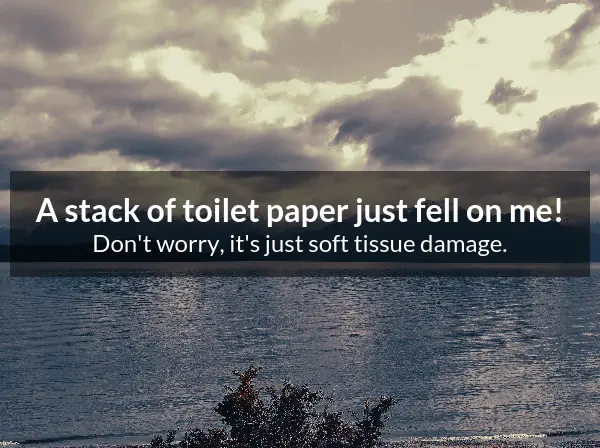 A stack of toilet paper just fell on me!
Don't worry, it's just soft tissue damage.